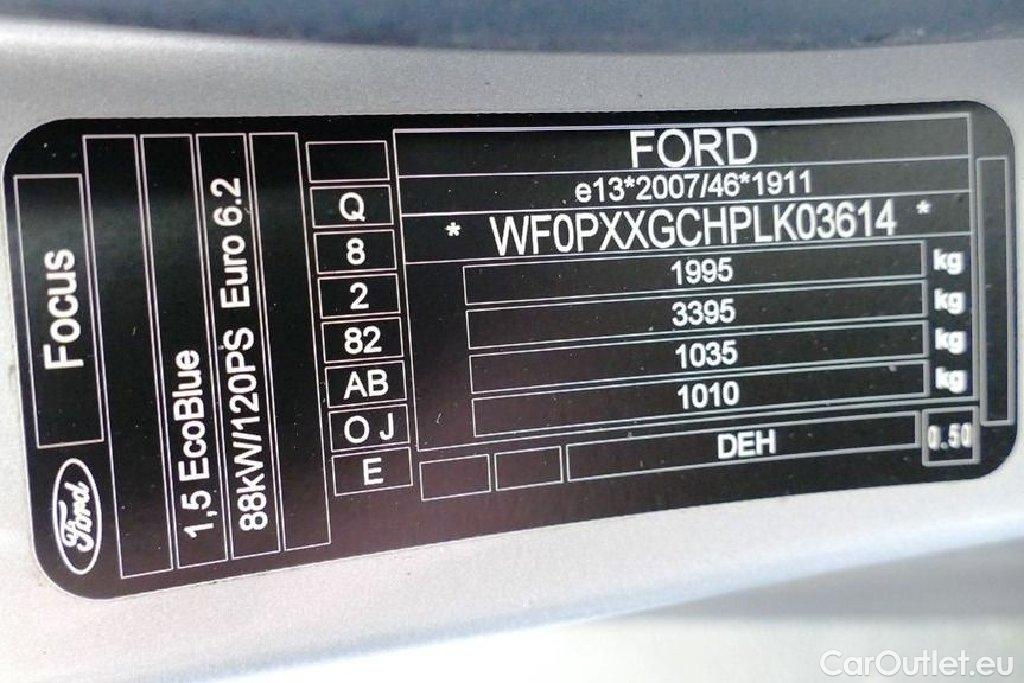 FORD
e13*2007/46*1911
* WF0PXXGCHPLK03614 *
1995 kg
3395 kg
1035 kg
1010 kg
DEH
0.50
Q
8
2
82
AB
O J
E
Focus
Ford
1,5 EcoBlue
88kW/120PS Euro 6.2
CarOutlet.eu